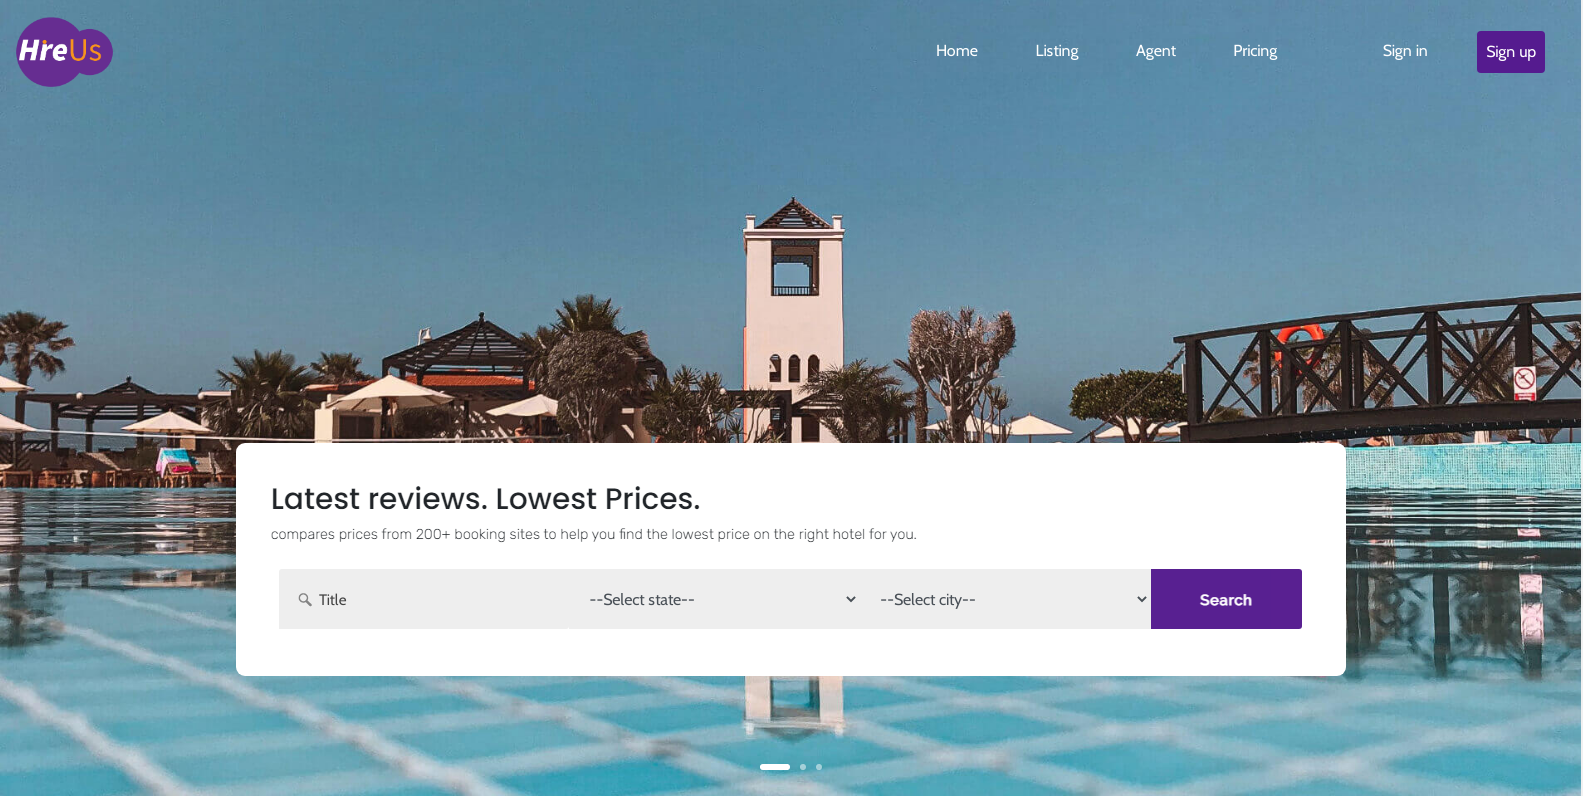 HreUs
Home Listing Agent Pricing Sign in Sign up
Latest reviews. Lowest Prices.
compares prices from 200+ booking sites to help you find the lowest price on the right hotel for you.
Title --Select state-- --Select city-- Search